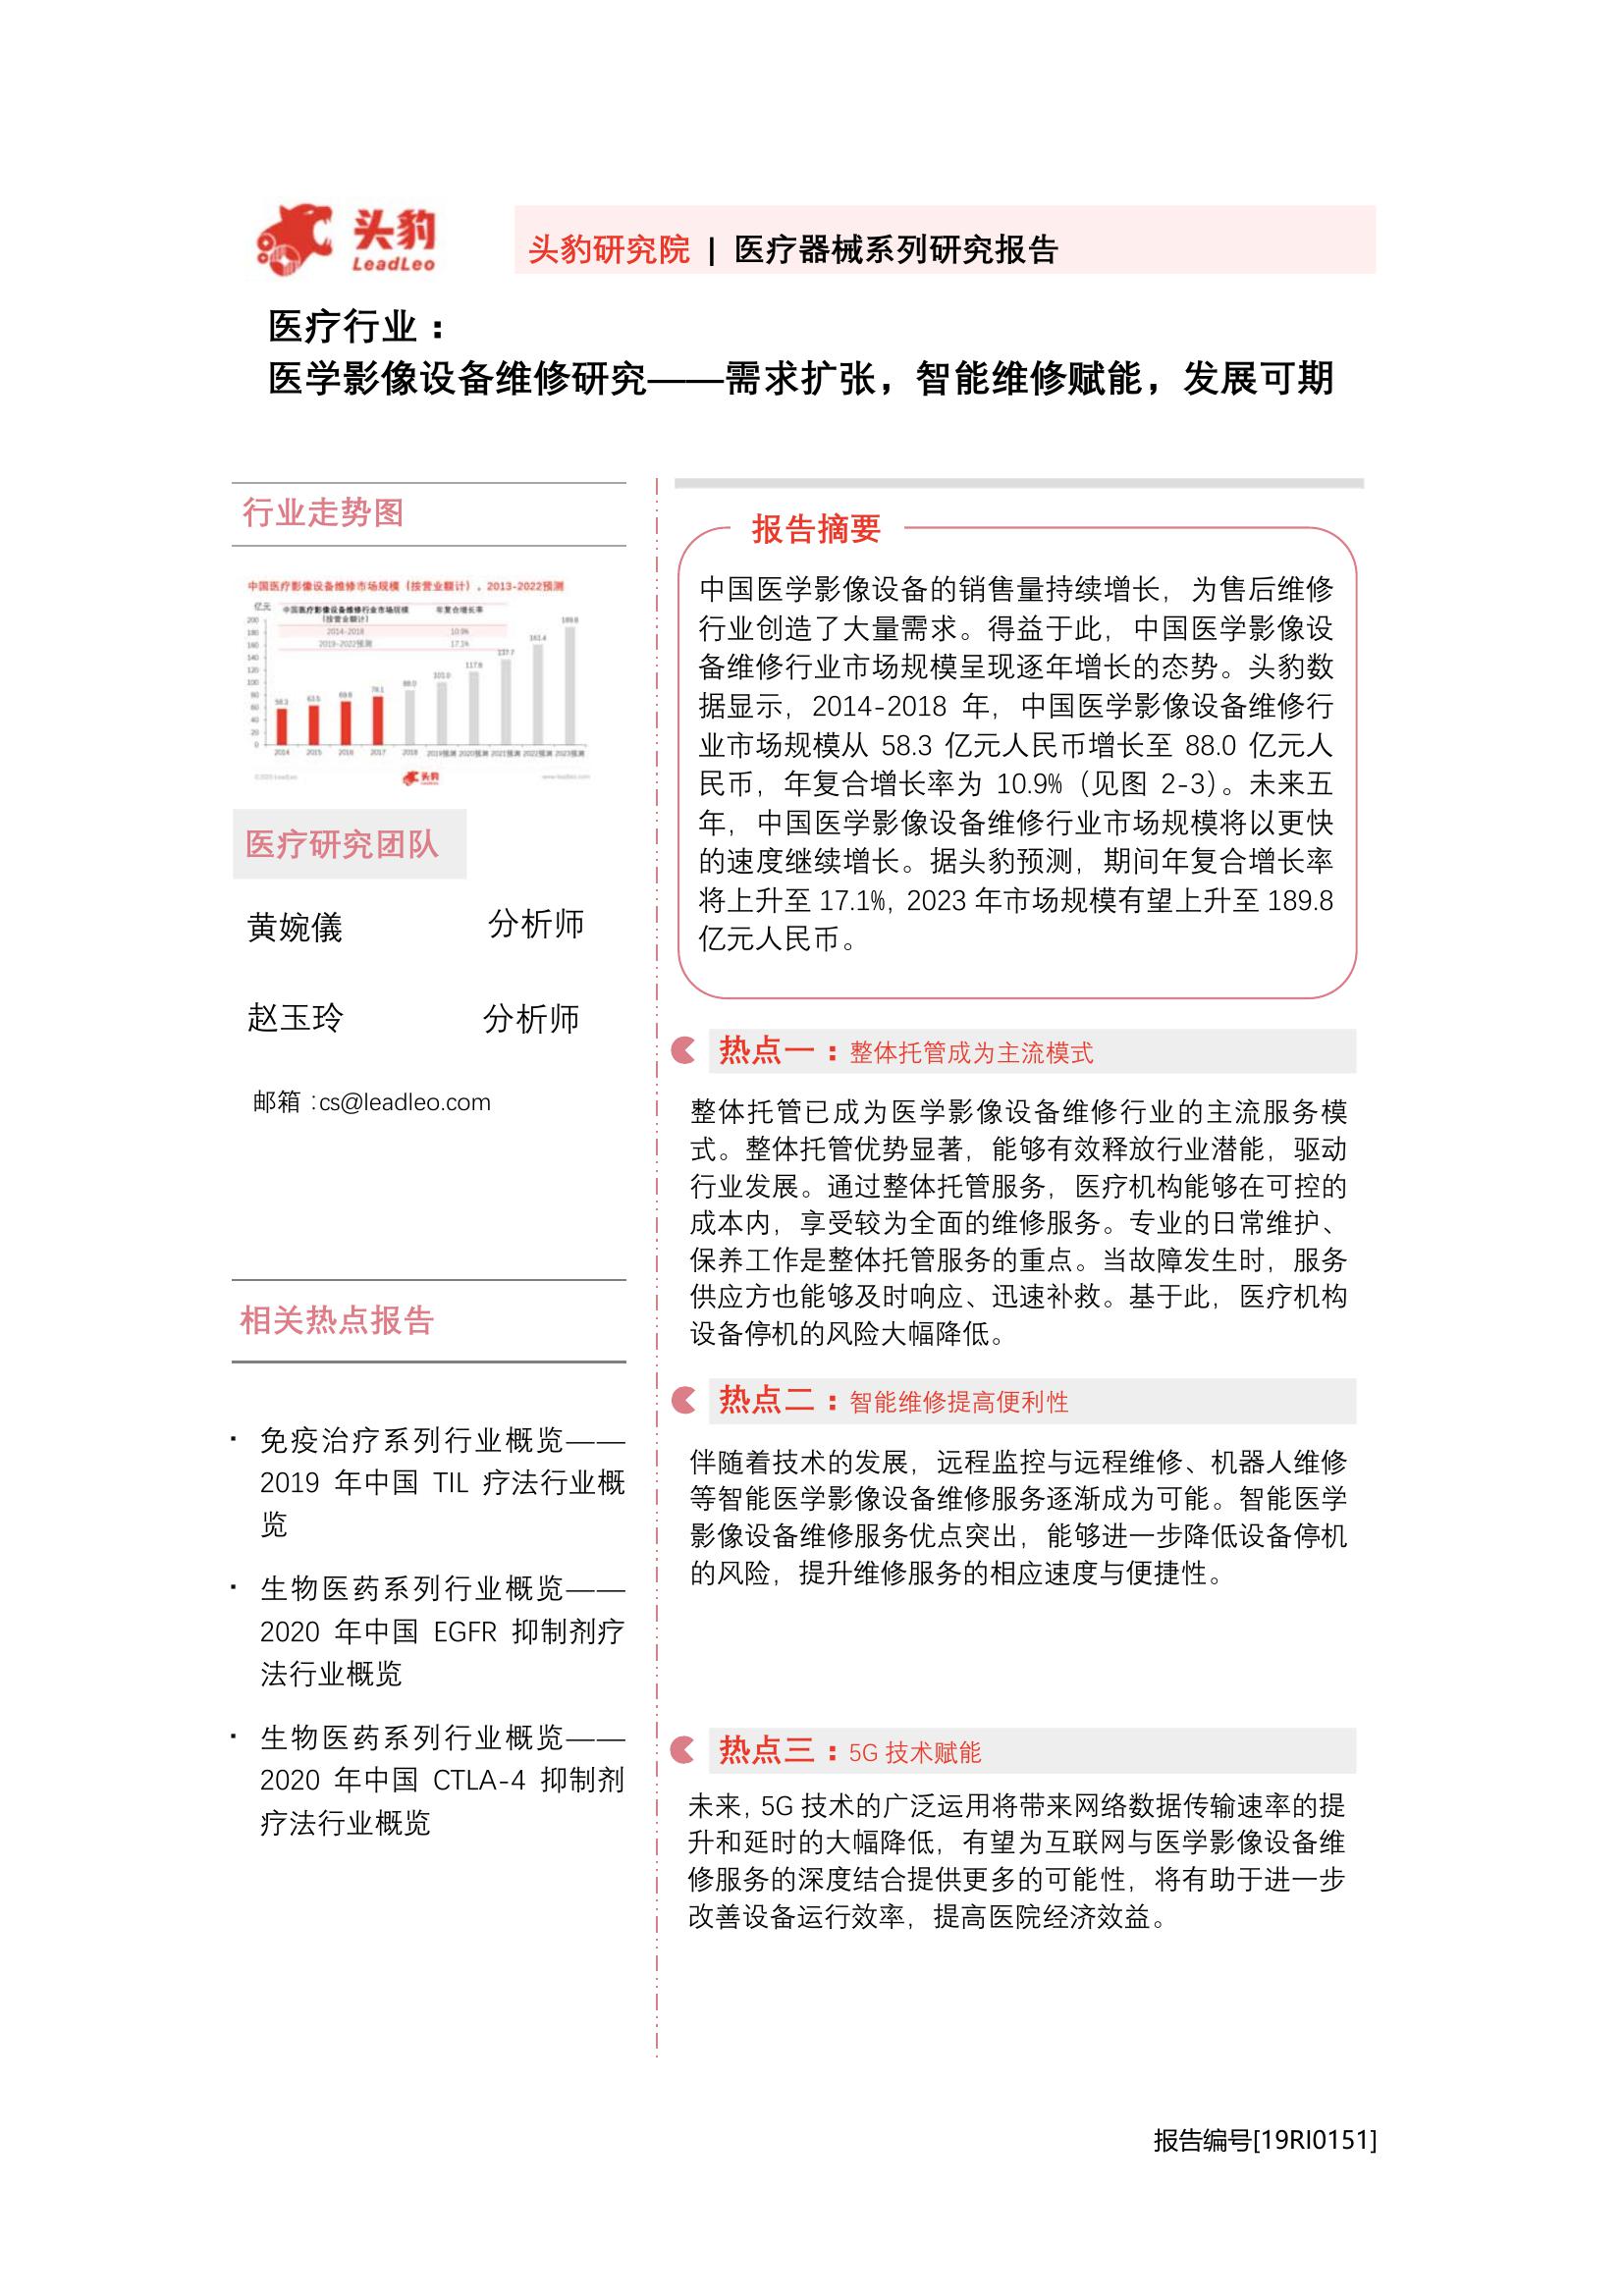 头豹
LeadLeo
头豹研究院 | 医疗器械系列研究报告
医疗行业：
医学影像设备维修研究——需求扩张，智能维修赋能，发展可期
行业走势图
中国医疗影像设备维修市场规模（按营业额计），2013-2022预测
亿元
中国医疗影像设备维修行业市场规模 年复合增长率
（按营业额计）
2014-2018 10.9%
2019-2022预测 17.1%
200
180
160
140
120
100
80
60
40
20
0
58.3
63.5
69.8
78.1
88.0
101.0
117.8
137.7
161.4
189.8
2014 2015 2016 2017 2018 2019预测 2020预测 2021预测 2022预测 2023预测
头豹
www.leadleo.com
医疗研究团队
黄婉儀 分析师
赵玉玲 分析师
邮箱 :cs@leadleo.com
相关热点报告
· 免疫治疗系列行业概览——
2019 年中国 TIL 疗法行业概
览
· 生物医药系列行业概览——
2020 年中国 EGFR 抑制剂疗
法行业概览
· 生物医药系列行业概览——
2020 年中国 CTLA-4 抑制剂
疗法行业概览
报告摘要
中国医学影像设备的销售量持续增长，为售后维修
行业创造了大量需求。得益于此，中国医学影像设
备维修行业市场规模呈现逐年增长的态势。头豹数
据显示，2014-2018 年，中国医学影像设备维修行
业市场规模从 58.3 亿元人民币增长至 88.0 亿元人
民币，年复合增长率为 10.9%（见图 2-3）。未来五
年，中国医学影像设备维修行业市场规模将以更快
的速度继续增长。据头豹预测，期间年复合增长率
将上升至 17.1%，2023 年市场规模有望上升至 189.8
亿元人民币。
热点一：整体托管成为主流模式
整体托管已成为医学影像设备维修行业的主流服务模
式。整体托管优势显著，能够有效释放行业潜能，驱动
行业发展。通过整体托管服务，医疗机构能够在可控的
成本内，享受较为全面的维修服务。专业的日常维护、
保养工作是整体托管服务的重点。当故障发生时，服务
供应方也能够及时响应、迅速补救。基于此，医疗机构
设备停机的风险大幅降低。
热点二：智能维修提高便利性
伴随着技术的发展，远程监控与远程维修、机器人维修
等智能医学影像设备维修服务逐渐成为可能。智能医学
影像设备维修服务优点突出，能够进一步降低设备停机
的风险，提升维修服务的相应速度与便捷性。
热点三：5G 技术赋能
未来，5G 技术的广泛运用将带来网络数据传输速率的提
升和延时的大幅降低，有望为互联网与医学影像设备维
修服务的深度结合提供更多的可能性，将有助于进一步
改善设备运行效率，提高医院经济效益。
报告编号[19RI0151]